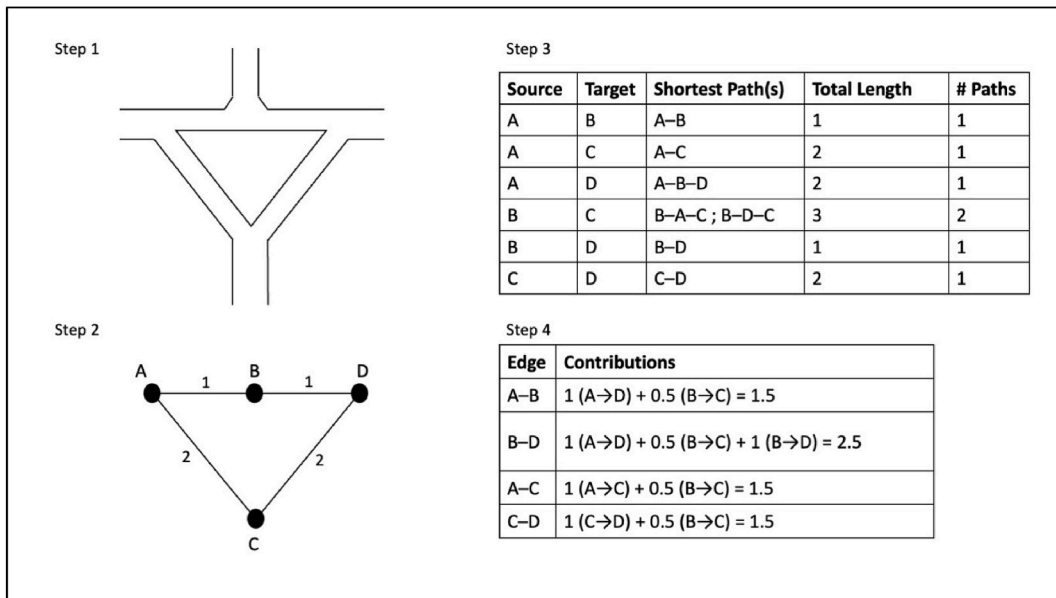 Step 1
Step 2
A
B
D
1
1
2
2
C
Step 3
Source Target Shortest Path(s) Total Length # Paths
A B A–B 1 1
A C A–C 2 1
A D A–B–D 2 1
B C B–A–C ; B–D–C 3 2
B D B–D 1 1
C D C–D 2 1
Step 4
Edge Contributions
A–B 1 (A→D) + 0.5 (B→C) = 1.5
B–D 1 (A→D) + 0.5 (B→C) + 1 (B→D) = 2.5
A–C 1 (A→C) + 0.5 (B→C) = 1.5
C–D 1 (C→D) + 0.5 (B→C) = 1.5